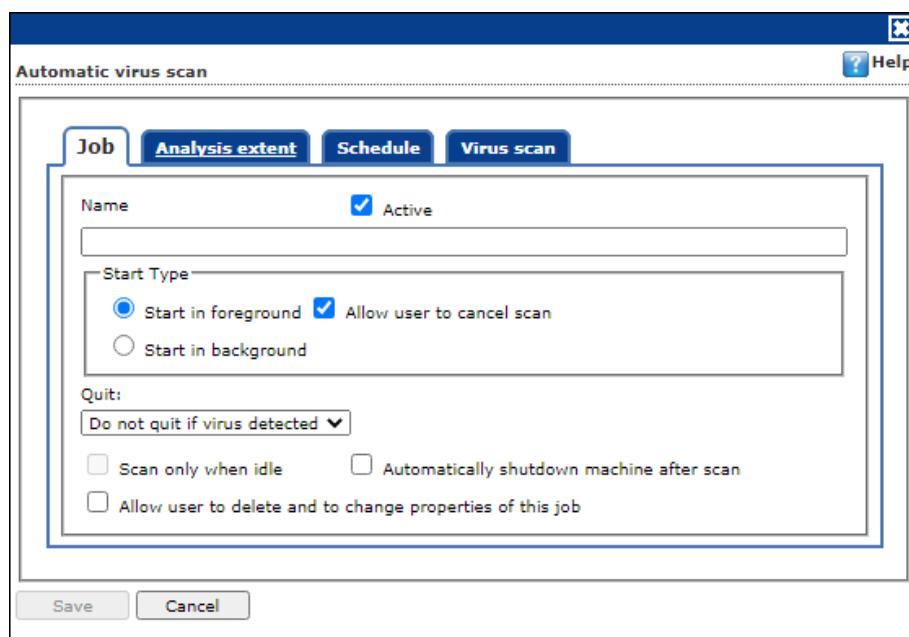 Automatic virus scan
? Help
Job Analysis extent Schedule Virus scan
Name Active
Start Type
Start in foreground Allow user to cancel scan
Start in background
Quit:
Do not quit if virus detected
Scan only when idle Automatically shutdown machine after scan
Allow user to delete and to change properties of this job
Save Cancel